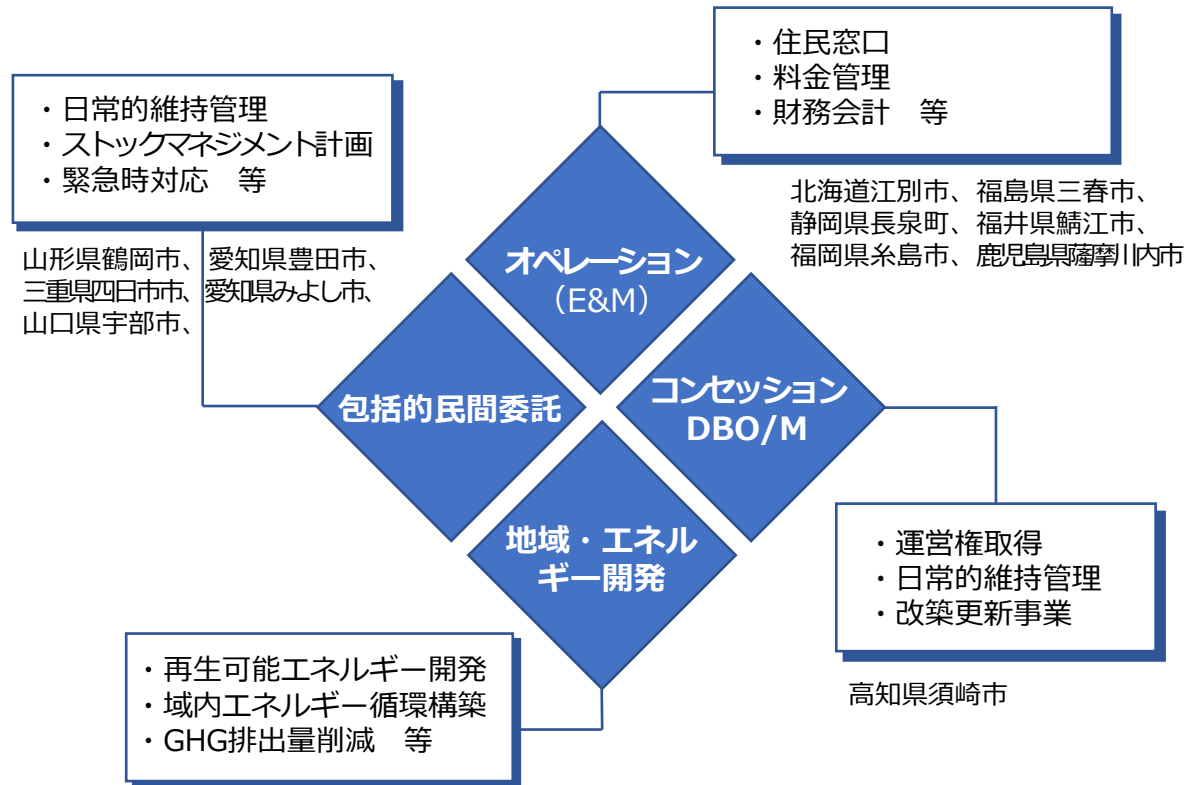 ・住民窓口
・料金管理
・財務会計　等
・日常的維持管理
・ストックマネジメント計画
・緊急時対応　等
北海道江別市、福島県三春市、
静岡県長泉町、福井県鯖江市、
福岡県糸島市、鹿児島県薩摩川内市
山形県鶴岡市、愛知県豊田市、
三重県四日市市、愛知県みよし市、
山口県宇部市、
オペレーション
（E&M）
包括的民間委託
コンセッション
DBO/M
地域・エネル
ギー開発
・運営権取得
・日常的維持管理
・改築更新事業
高知県須崎市
・再生可能エネルギー開発
・域内エネルギー循環構築
・GHG排出量削減　等